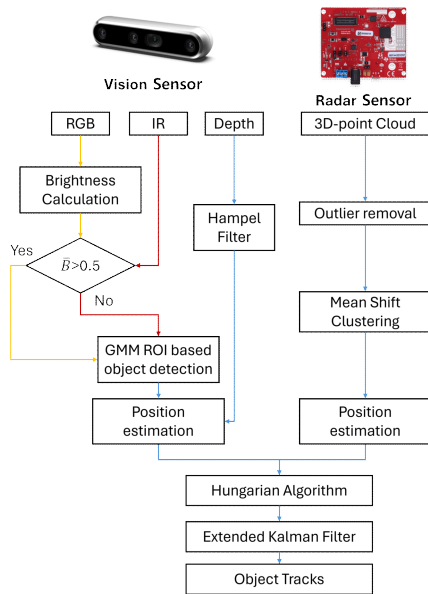 Vision Sensor
Radar Sensor
RGB
IR
Depth
3D-point Cloud
Brightness
Calculation
Hampel
Filter
Outlier removal
Yes
B̄>0.5
No
Mean Shift
Clustering
GMM ROI based
object detection
Position
estimation
Position
estimation
Hungarian Algorithm
Extended Kalman Filter
Object Tracks